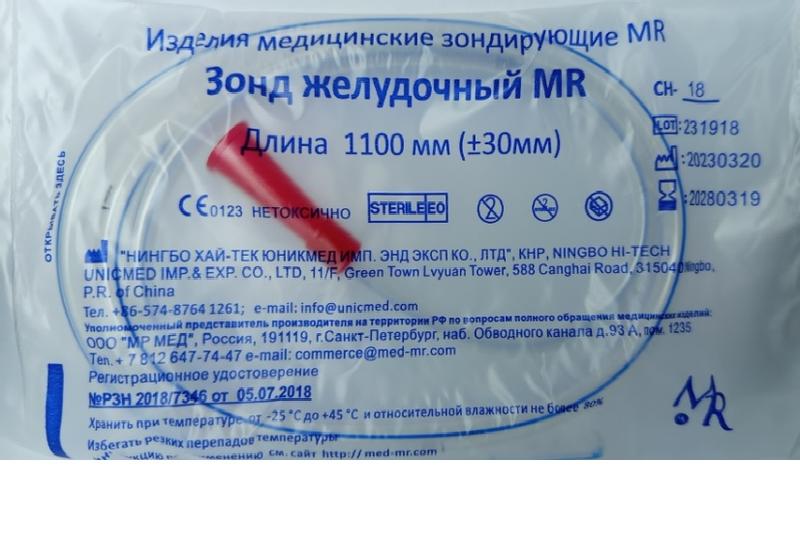 Изделия медицинские зондирующие MR
Зонд желудочный MR
CH- 18
Длина 1100 мм (±30мм)
LOT:231918
:20230320
:20280319
ОТКРЫВАТЬ ЗДЕСЬ
CE0123 НЕТОКСИЧНО STERILE EO
"НИНГБО ХАЙ-ТЕК ЮНИКМЕД ИМП. ЭНД ЭКСП КО., ЛТД", КНР, NINGBO HI-TECH
UNICMED IMP.& EXP. CO., LTD, 11/F, Green Town Lvyuan Tower, 588 Canghai Road, 315040 Ningbo,
P.R. of China
Тел. +86-574-8764 1261; e-mail: info@unicmed.com
Уполномоченный представитель производителя на территории РФ по вопросам полного обращения медицинских изделий:
ООО "МР МЕД", Россия, 191119, г.Санкт-Петербург, наб. Обводного канала д.93 А, пом. 1235
Тел. + 7 812 647-74-47 e-mail: commerce@med-mr.com
Регистрационное удостоверение
№РЗН 2018/7346 от 05.07.2018
Хранить при температуре от -25 °C до +45 °C и относительной влажности не более 80%
Избегать резких перепадов температуры
см. сайт http://med-mr.com
MR